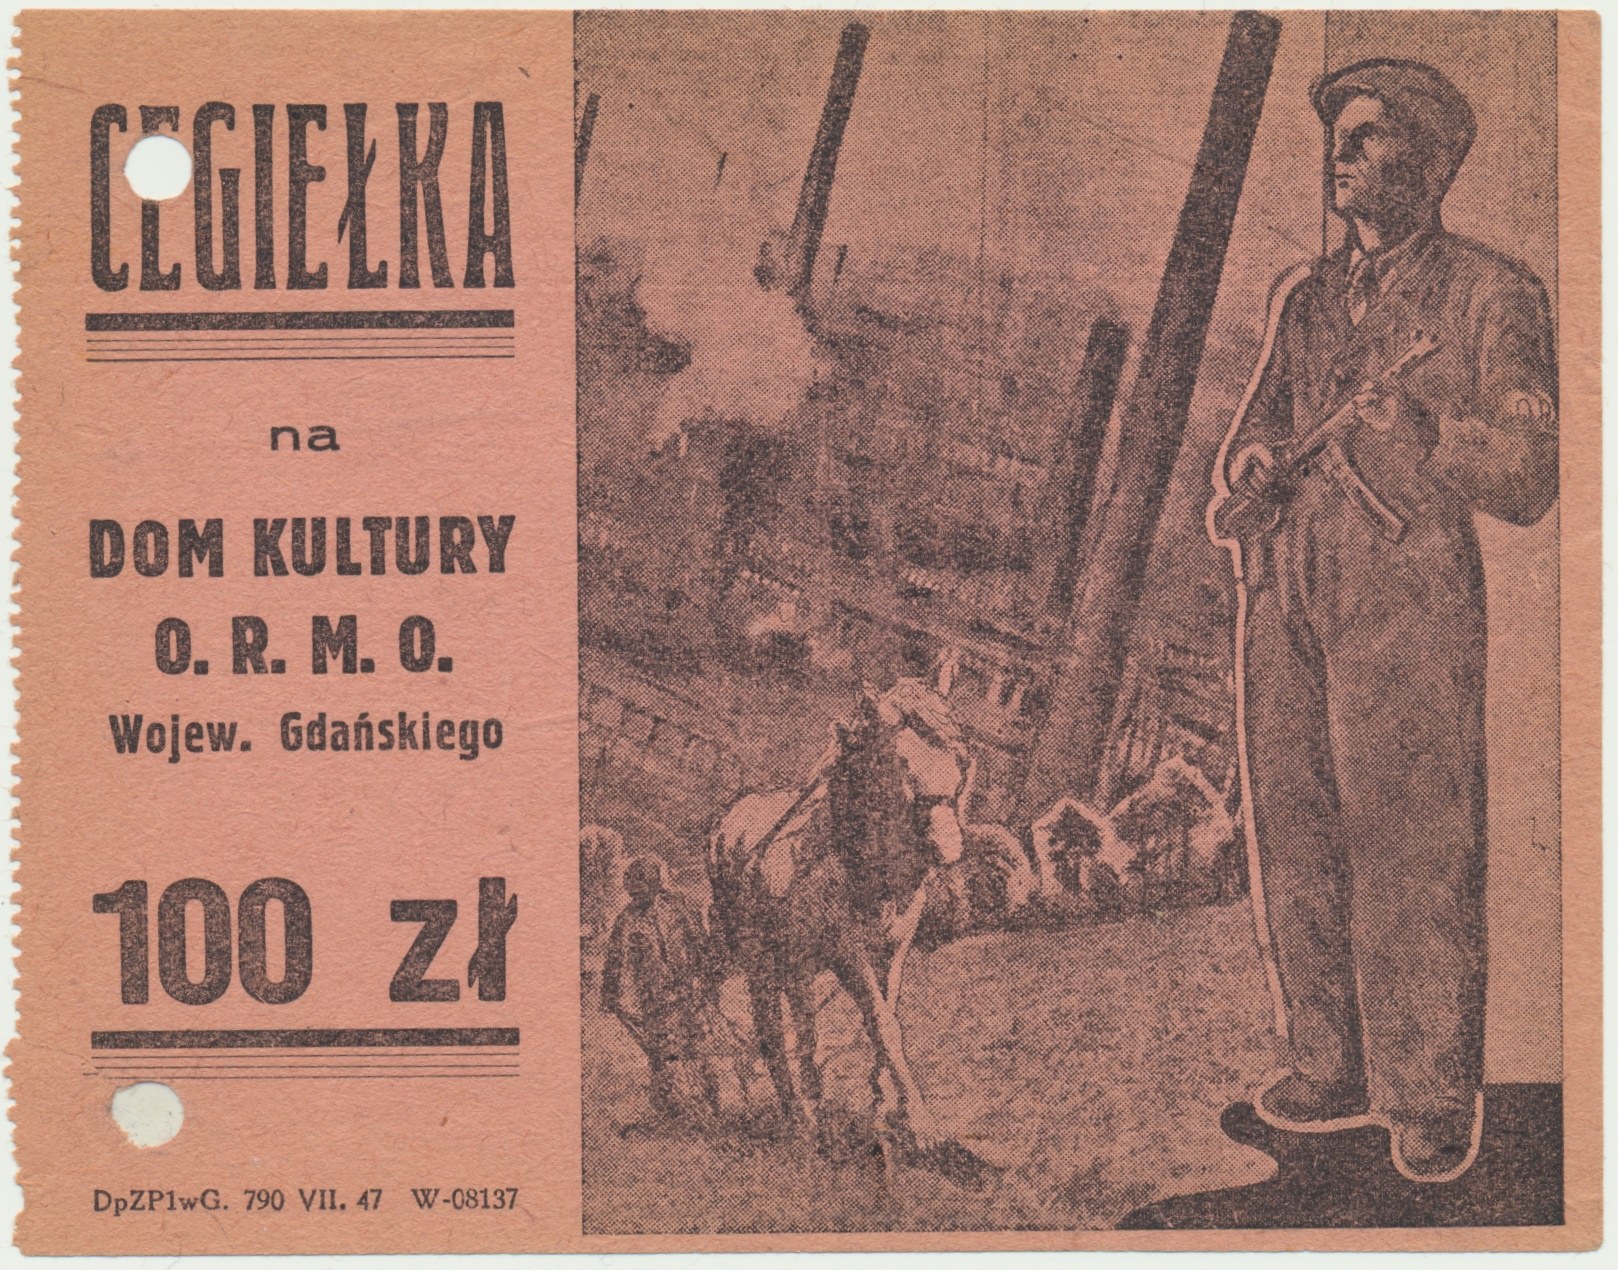 CEGIEŁKA
na
DOM KULTURY
O. R. M. O.
Wojew. Gdańskiego
100 zł
DpZP1wG. 790 VII. 47 W-08137